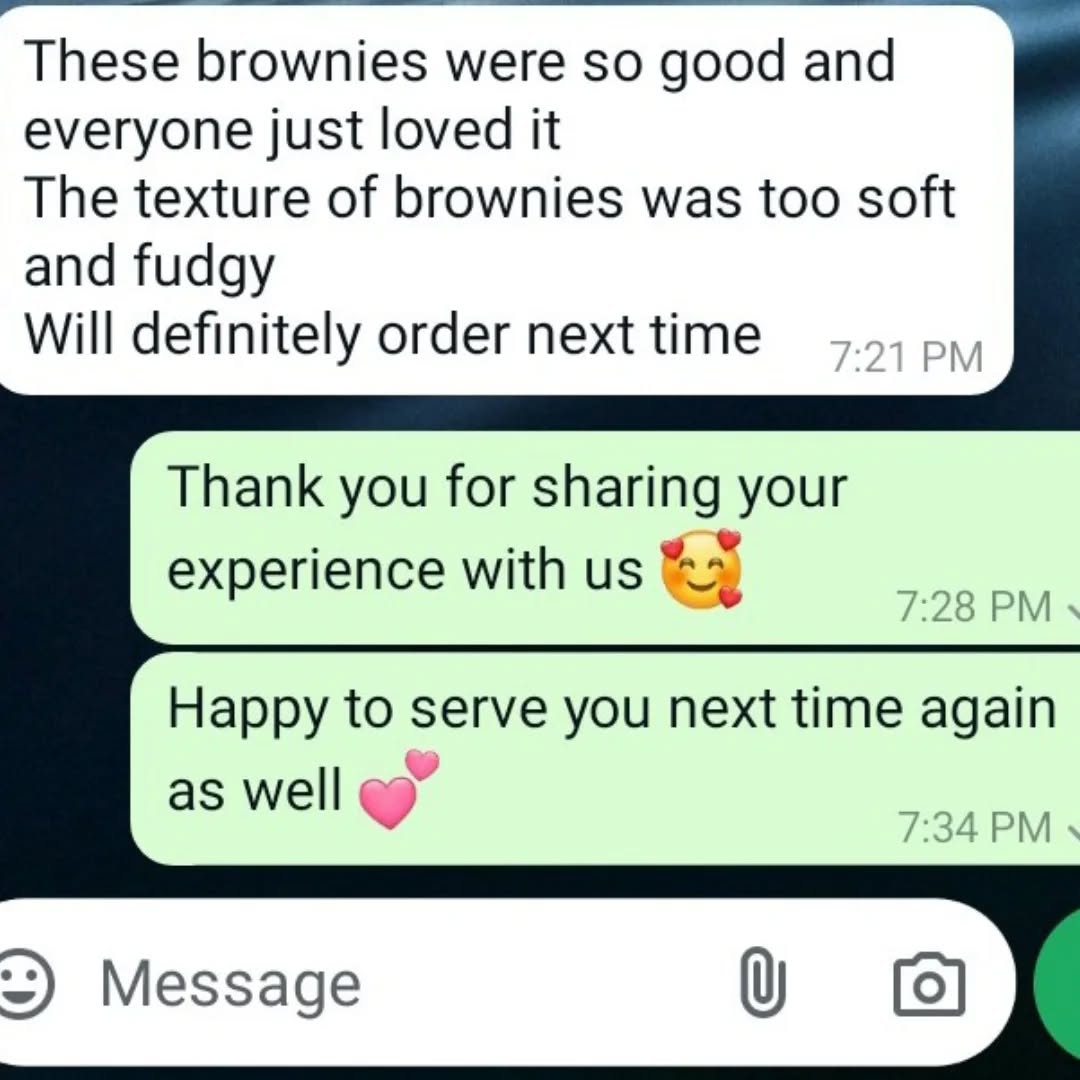 These brownies were so good and
everyone just loved it
The texture of brownies was too soft
and fudgy
Will definitely order next time
7:21 PM
Thank you for sharing your
experience with us 🥰
7:28 PM
Happy to serve you next time again
as well 💕
7:34 PM
Message